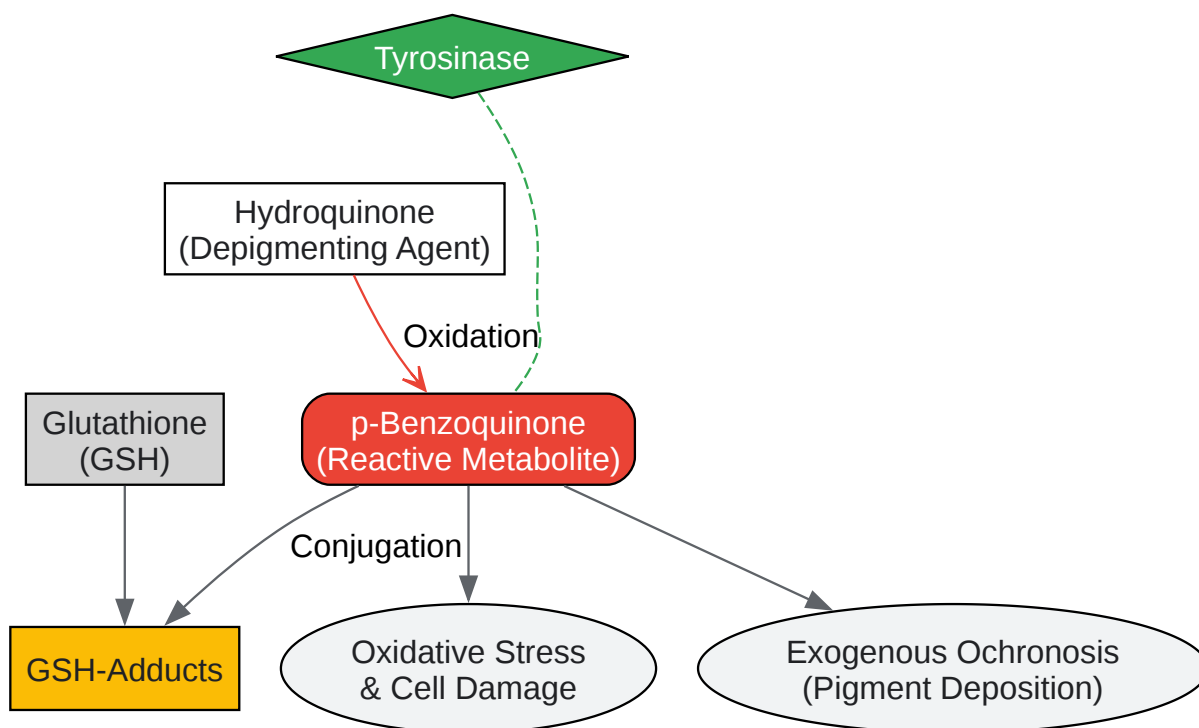 Tyrosinase
Hydroquinone
(Depigmenting Agent)
Oxidation
Glutathione
(GSH)
p-Benzoquinone
(Reactive Metabolite)
Conjugation
GSH-Adducts
Oxidative Stress
& Cell Damage
Exogenous Ochronosis
(Pigment Deposition)